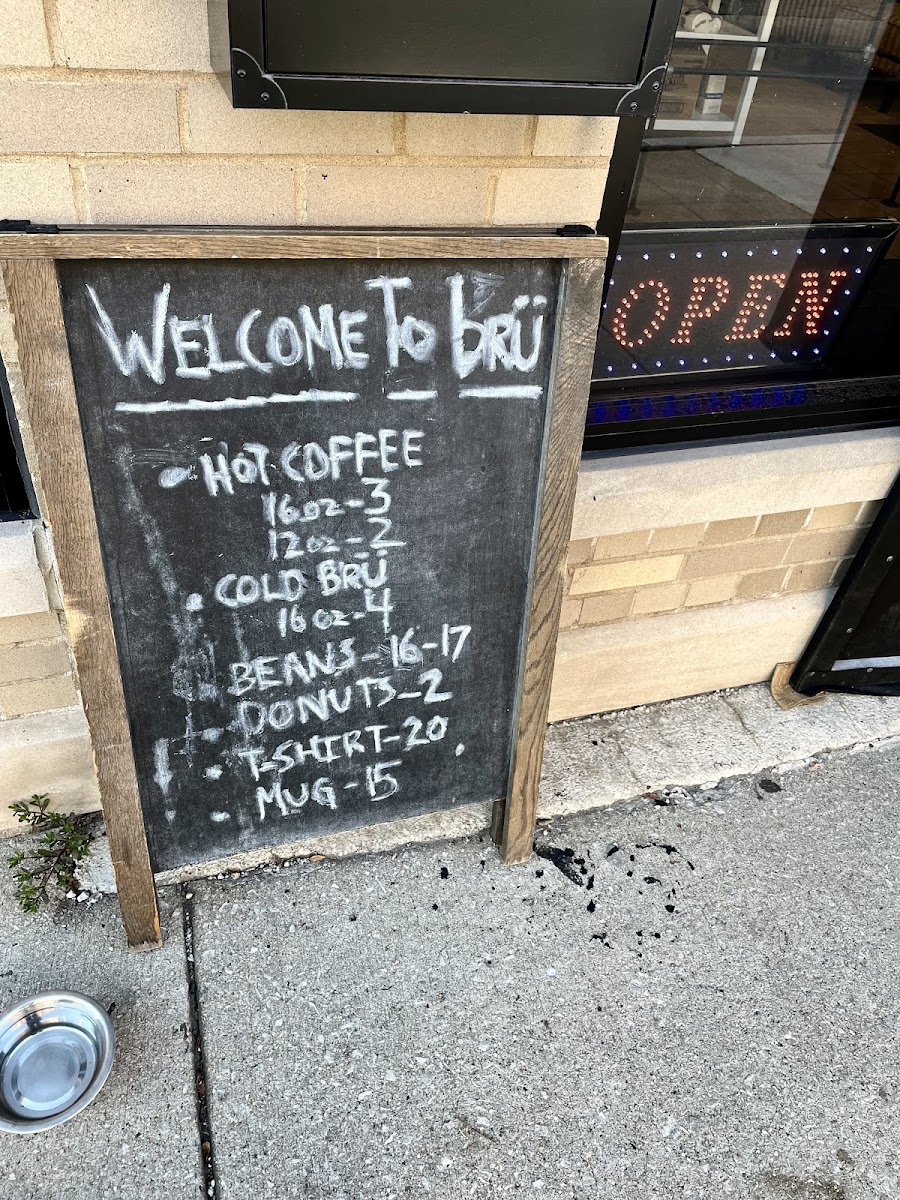 WELCOME TO brü
• HOT COFFEE
16oz - 3
12oz - 2
• COLD BRÜ
16oz - 4
BEANS - 16-17
• DONUTS - 2
• T-SHIRT - 20
• MUG - 15
OPEN